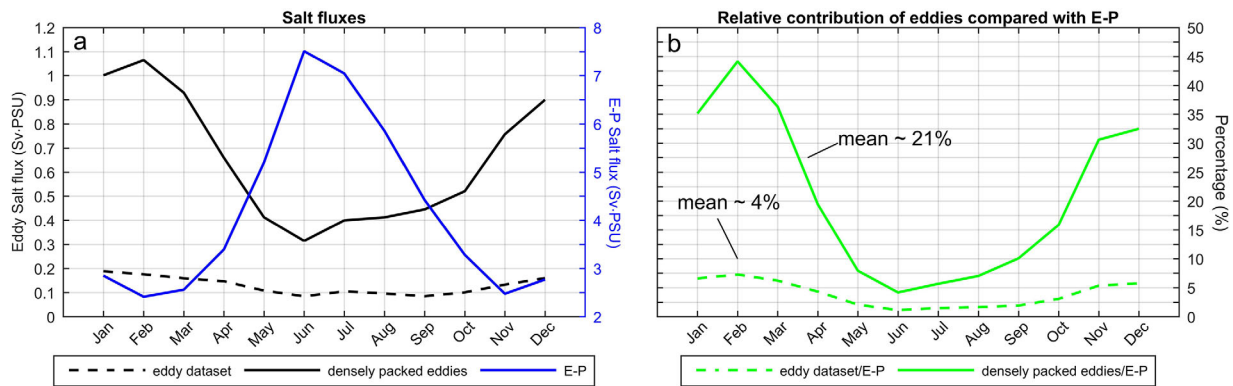 Salt fluxes
a
1.2
1.1
1
0.9
0.8
0.7
0.6
0.5
0.4
0.3
0.2
0.1
0
Eddy Salt flux (Sv·PSU)
8
7
6
5
4
3
2
E-P Salt flux (Sv·PSU)
Jan Feb Mar Apr May Jun Jul Aug Sep Oct Nov Dec
eddy dataset densely packed eddies E-P
Relative contribution of eddies compared with E-P
b
mean ~ 21%
mean ~ 4%
50
45
40
35
30
25
20
15
10
5
0
Percentage (%)
Jan Feb Mar Apr May Jun Jul Aug Sep Oct Nov Dec
eddy dataset/E-P densely packed eddies/E-P